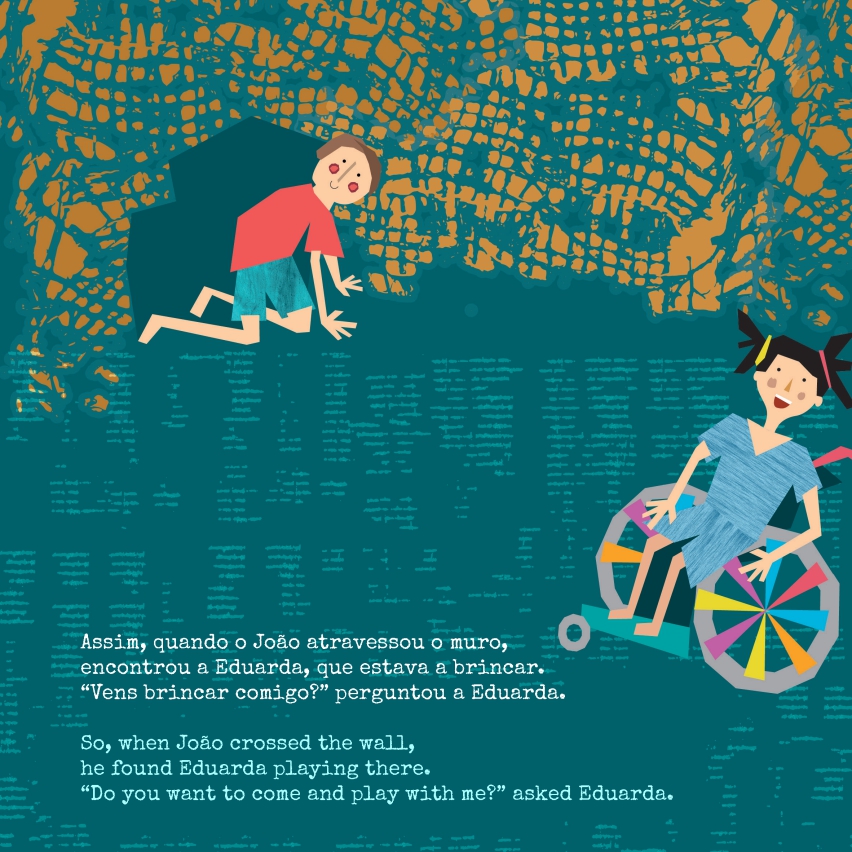 Assim, quando o João atravessou o muro,
encontrou a Eduarda, que estava a brincar.
“Vens brincar comigo?” perguntou a Eduarda.
So, when João crossed the wall,
he found Eduarda playing there.
“Do you want to come and play with me?” asked Eduarda.